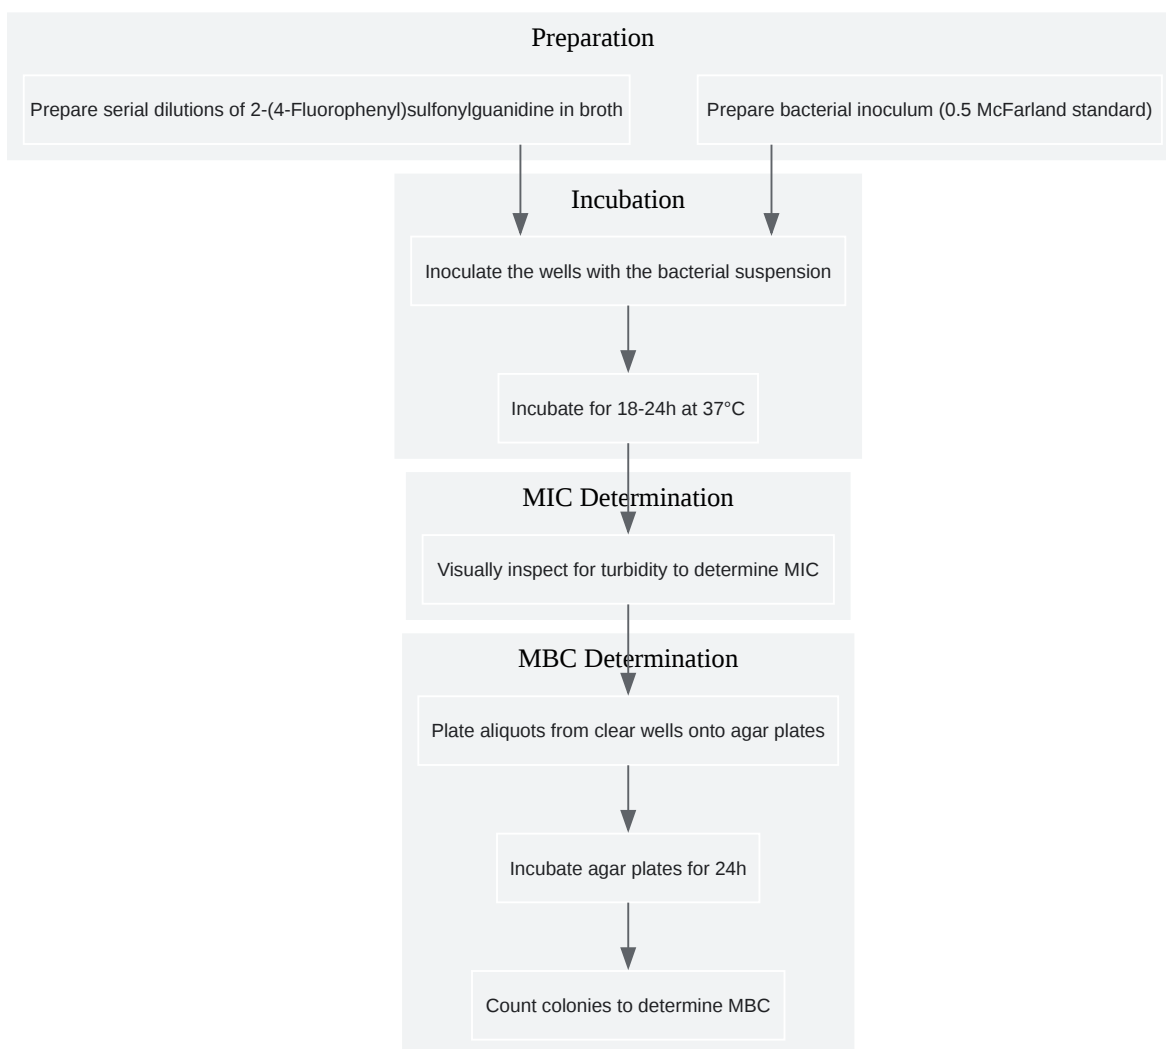 Preparation
Prepare serial dilutions of 2-(4-Fluorophenyl)sulfonylguanidine in broth
Prepare bacterial inoculum (0.5 McFarland standard)
Incubation
Inoculate the wells with the bacterial suspension
Incubate for 18-24h at 37°C
MIC Determination
Visually inspect for turbidity to determine MIC
MBC Determination
Plate aliquots from clear wells onto agar plates
Incubate agar plates for 24h
Count colonies to determine MBC